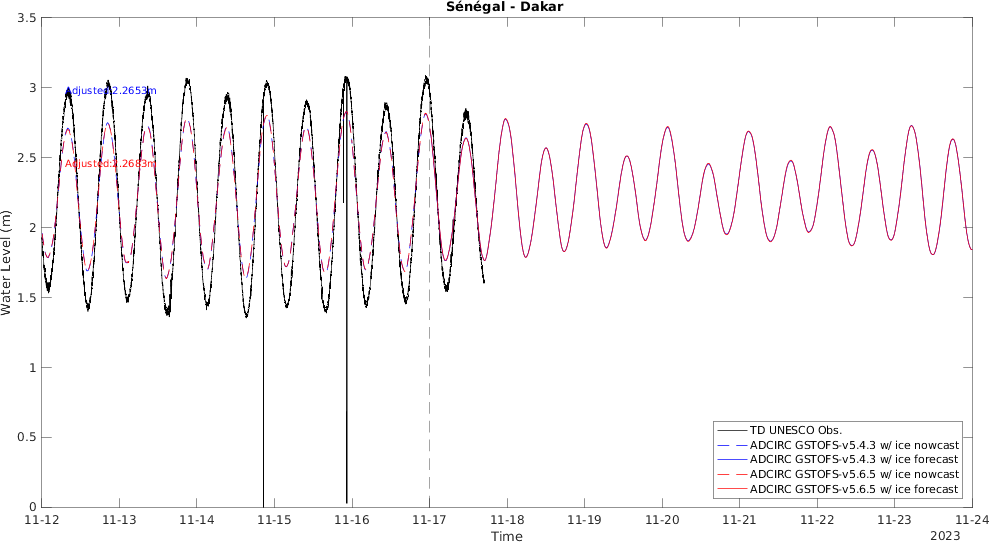 Sénégal - Dakar
3.5
3
2.5
2
1.5
1
0.5
0
Water Level (m)
Adjusted:2.2653m
Adjusted:2.2683m
TD UNESCO Obs.
ADCIRC GSTOFS-v5.4.3 w/ ice nowcast
ADCIRC GSTOFS-v5.4.3 w/ ice forecast
ADCIRC GSTOFS-v5.6.5 w/ ice nowcast
ADCIRC GSTOFS-v5.6.5 w/ ice forecast
11-12 11-13 11-14 11-15 11-16 11-17 11-18 11-19 11-20 11-21 11-22 11-23 11-24
Time
2023